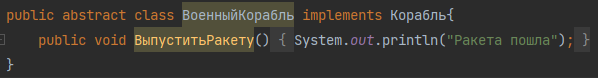 public abstract class ВоенныйКорабль implements Корабль{
public void ВыпуститьРакету() { System.out.println("Ракета пошла"); }
}